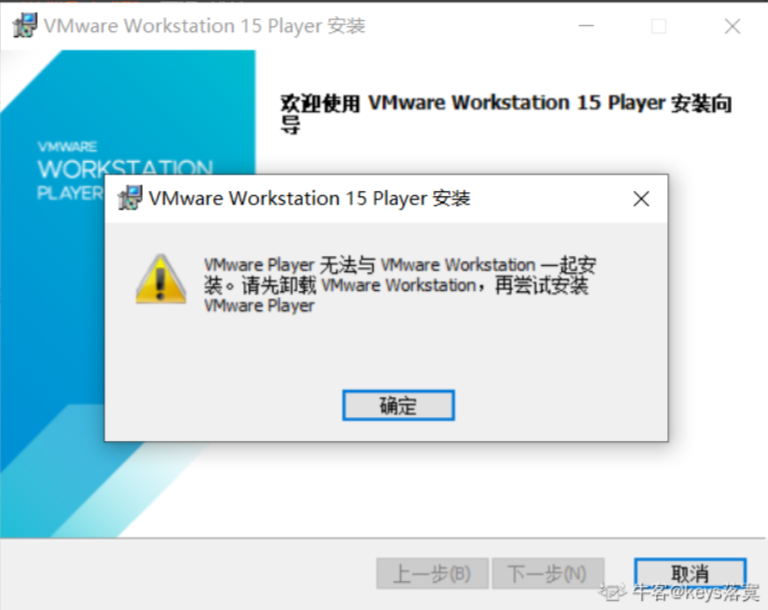 VMware Workstation 15 Player 安装
欢迎使用 VMware Workstation 15 Player 安装向
导
VMWARE
WORKSTATION
PLAYER
VMware Workstation 15 Player 安装
VMware Player 无法与 VMware Workstation 一起安
装。请先卸载 VMware Workstation，再尝试安装
VMware Player
确定
上一步(B)
下一步(N)
取消
牛客@keys落寞